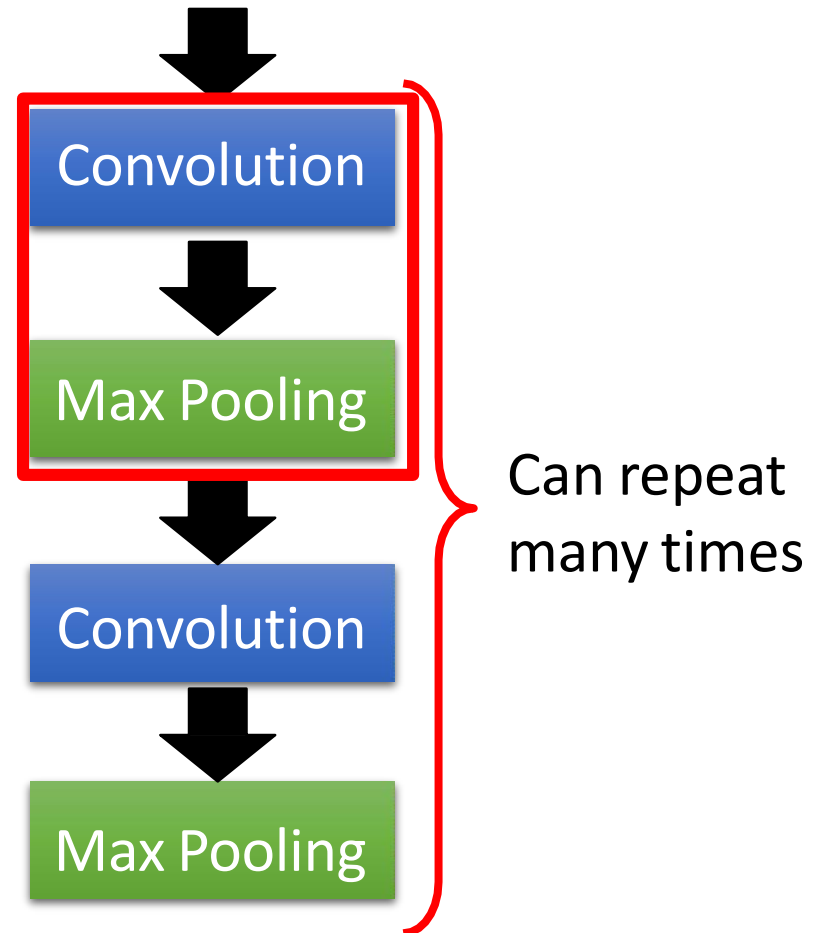 Convolution
Max Pooling
Can repeat
many times
Convolution
Max Pooling